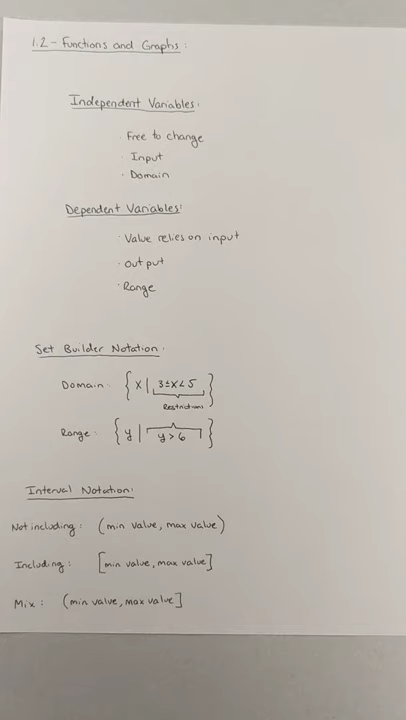 1.2 - Functions and Graphs:
Independent Variables:
· Free to change
· Input
· Domain
Dependent Variables:
· Value relies on input
· Output
· Range
Set Builder Notation:
Domain: {x | 3≤x<5}
Restrictions
Range: {y | y>6}
Interval Notation:
Not including: (min value, max value)
Including: [min value, max value]
Mix: (min value, max value]